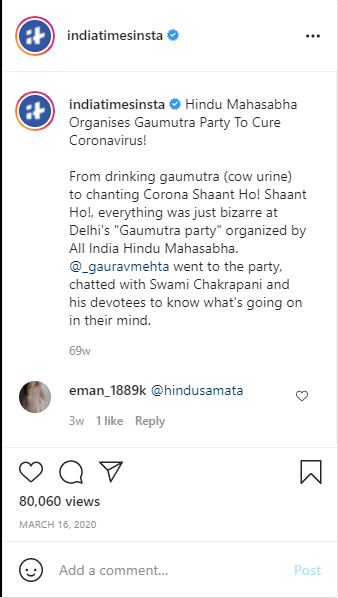 indiatimesinsta
indiatimesinsta Hindu Mahasabha
Organises Gaumutra Party To Cure
Coronavirus!
From drinking gaumutra (cow urine)
to chanting Corona Shaant Ho! Shaant
Ho!, everything was just bizarre at
Delhi's "Gaumutra party" organized by
All India Hindu Mahasabha.
@_gauravmehta went to the party,
chatted with Swami Chakrapani and
his devotees to know what's going on
in their mind.
69w
eman_1889k @hindusamata
3w 1 like Reply
80,060 views
MARCH 16, 2020
Add a comment... Post